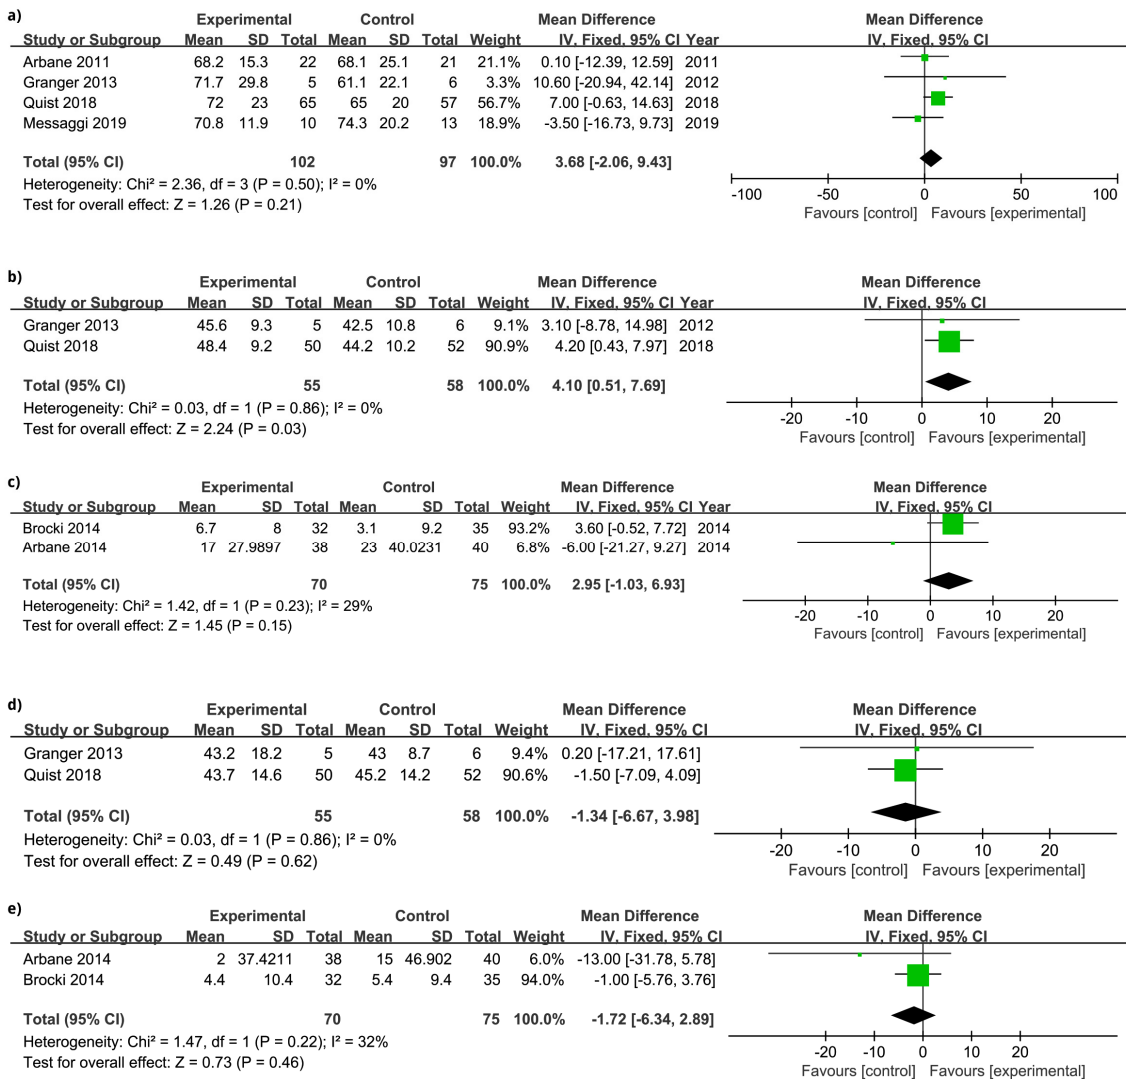 a)
Experimental Control Mean Difference Mean Difference
Study or Subgroup Mean SD Total Mean SD Total Weight IV, Fixed, 95% CI Year IV, Fixed, 95% CI
Arbane 2011 68.2 15.3 22 68.1 25.1 21 21.1% 0.10 [-12.39, 12.59] 2011
Granger 2013 71.7 29.8 5 61.1 22.1 6 3.3% 10.60 [-20.94, 42.14] 2012
Quist 2018 72 23 65 65 20 57 56.7% 7.00 [-0.63, 14.63] 2018
Messaggi 2019 70.8 11.9 10 74.3 20.2 13 18.9% -3.50 [-16.73, 9.73] 2019
Total (95% CI) 102 97 100.0% 3.68 [-2.06, 9.43]
Heterogeneity: Chi² = 2.36, df = 3 (P = 0.50); I² = 0%
Test for overall effect: Z = 1.26 (P = 0.21)
-100 -50 0 50 100
Favours [control] Favours [experimental]
b)
Experimental Control Mean Difference Mean Difference
Study or Subgroup Mean SD Total Mean SD Total Weight IV, Fixed, 95% CI Year IV, Fixed, 95% CI
Granger 2013 45.6 9.3 5 42.5 10.8 6 9.1% 3.10 [-8.78, 14.98] 2012
Quist 2018 48.4 9.2 50 44.2 10.2 52 90.9% 4.20 [0.43, 7.97] 2018
Total (95% CI) 55 58 100.0% 4.10 [0.51, 7.69]
Heterogeneity: Chi² = 0.03, df = 1 (P = 0.86); I² = 0%
Test for overall effect: Z = 2.24 (P = 0.03)
-20 -10 0 10 20
Favours [control] Favours [experimental]
c)
Experimental Control Mean Difference Mean Difference
Study or Subgroup Mean SD Total Mean SD Total Weight IV, Fixed, 95% CI Year IV, Fixed, 95% CI
Brocki 2014 6.7 8 32 3.1 9.2 35 93.2% 3.60 [-0.52, 7.72] 2014
Arbane 2014 17 27.9897 38 23 40.0231 40 6.8% -6.00 [-21.27, 9.27] 2014
Total (95% CI) 70 75 100.0% 2.95 [-1.03, 6.93]
Heterogeneity: Chi² = 1.42, df = 1 (P = 0.23); I² = 29%
Test for overall effect: Z = 1.45 (P = 0.15)
-20 -10 0 10 20
Favours [control] Favours [experimental]
d)
Experimental Control Mean Difference Mean Difference
Study or Subgroup Mean SD Total Mean SD Total Weight IV, Fixed, 95% CI IV, Fixed, 95% CI
Granger 2013 43.2 18.2 5 43 8.7 6 9.4% 0.20 [-17.21, 17.61]
Quist 2018 43.7 14.6 50 45.2 14.2 52 90.6% -1.50 [-7.09, 4.09]
Total (95% CI) 55 58 100.0% -1.34 [-6.67, 3.98]
Heterogeneity: Chi² = 0.03, df = 1 (P = 0.86); I² = 0%
Test for overall effect: Z = 0.49 (P = 0.62)
-20 -10 0 10 20
Favours [control] Favours [experimental]
e)
Experimental Control Mean Difference Mean Difference
Study or Subgroup Mean SD Total Mean SD Total Weight IV, Fixed, 95% CI IV, Fixed, 95% CI
Arbane 2014 2 37.4211 38 15 46.902 40 6.0% -13.00 [-31.78, 5.78]
Brocki 2014 4.4 10.4 32 5.4 9.4 35 94.0% -1.00 [-5.76, 3.76]
Total (95% CI) 70 75 100.0% -1.72 [-6.34, 2.89]
Heterogeneity: Chi² = 1.47, df = 1 (P = 0.22); I² = 32%
Test for overall effect: Z = 0.73 (P = 0.46)
-20 -10 0 10 20
Favours [control] Favours [experimental]